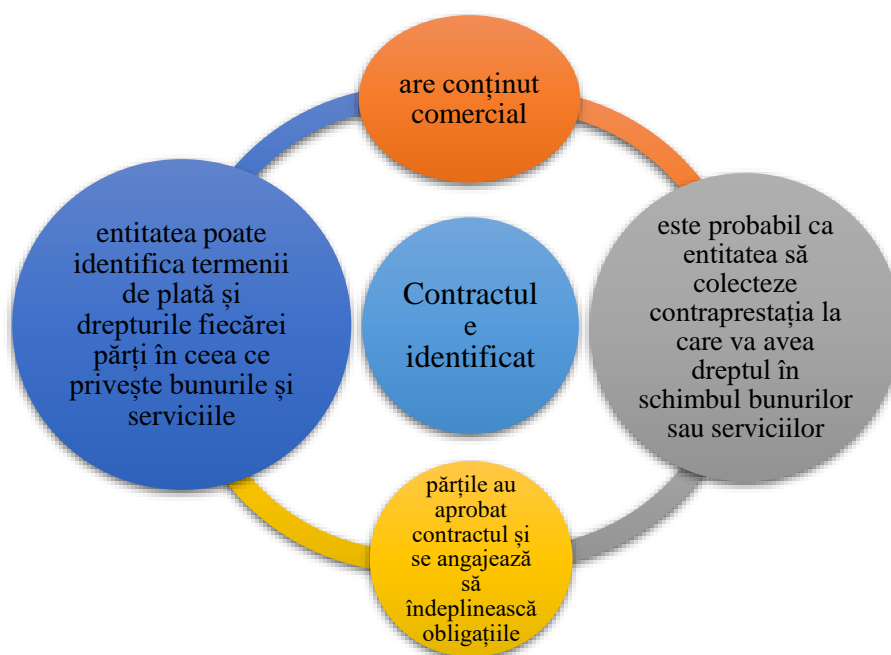 are conținut
comercial
entitatea poate
identifica termenii
de plată și
drepturile fiecărei
părți în ceea ce
privește bunurile și
serviciile
Contractul
e
identificat
este probabil ca
entitatea să
colecteze
contraprestația la
care va avea
dreptul în
schimbul bunurilor
sau serviciilor
părțile au
aprobat
contractul și
se angajează
să
îndeplinească
obligațiile